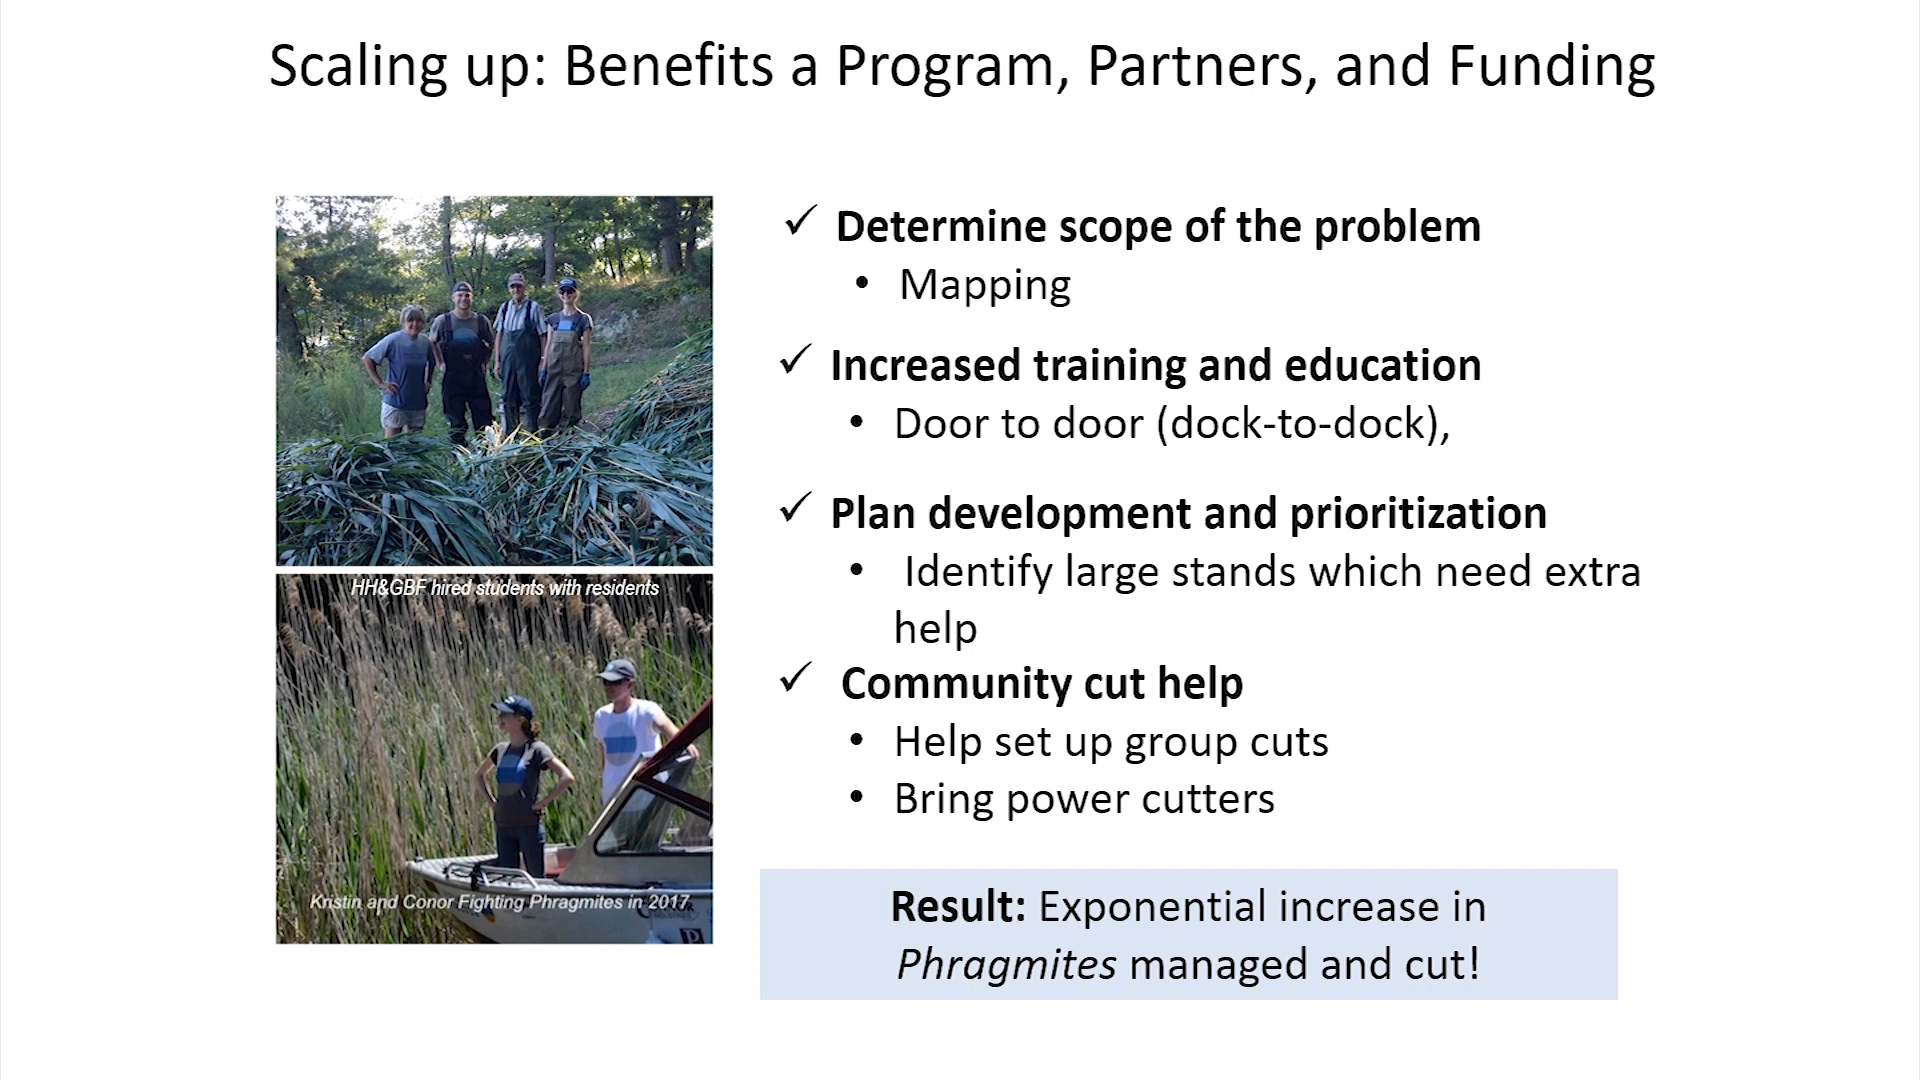 Scaling up: Benefits a Program, Partners, and Funding
HH&GBF hired students with residents
Kristin and Conor Fighting Phragmites in 2017
✓ Determine scope of the problem
• Mapping
✓ Increased training and education
• Door to door (dock-to-dock),
✓ Plan development and prioritization
• Identify large stands which need extra
help
✓ Community cut help
• Help set up group cuts
• Bring power cutters
Result: Exponential increase in
Phragmites managed and cut!